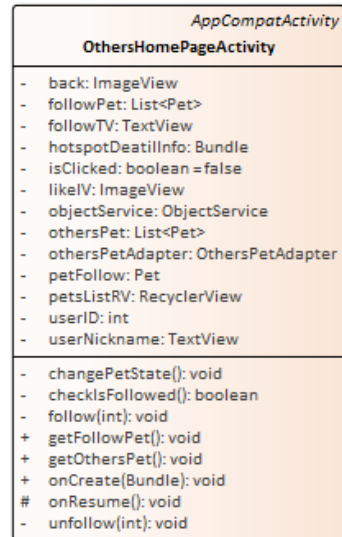 AppCompatActivity
OthersHomePageActivity
- back: ImageView
- followPet: List<Pet>
- followTV: TextView
- hotspotDeatilInfo: Bundle
- isClicked: boolean = false
- likeIV: ImageView
- objectService: ObjectService
- othersPet: List<Pet>
- othersPetAdapter: OthersPetAdapter
- petFollow: Pet
- petsListRV: RecyclerView
- userID: int
- userNickname: TextView
- changePetState(): void
- checkIsFollowed(): boolean
- follow(int): void
+ getFollowPet(): void
+ getOthersPet(): void
+ onCreate(Bundle): void
# onResume(): void
- unfollow(int): void